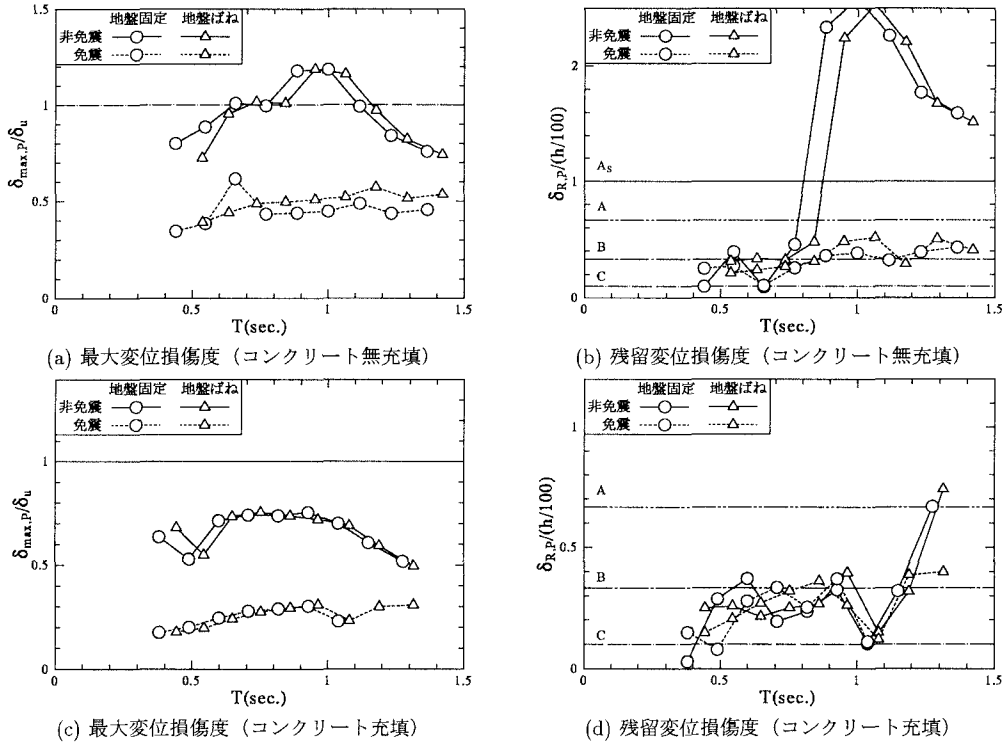 地盤固定 地盤ばね
非免震
免震
δmax,P/δu
1
0.5
0
0.5 1 1.5
T(sec.)
(a) 最大変位損傷度（コンクリート無充填）
地盤固定 地盤ばね
非免震
免震
δR,P/(h/100)
2
1
0
As
A
B
C
0.5 1 1.5
T(sec.)
(b) 残留変位損傷度（コンクリート無充填）
地盤固定 地盤ばね
非免震
免震
δmax,P/δu
1
0.5
0
0.5 1 1.5
T(sec.)
(c) 最大変位損傷度（コンクリート充填）
地盤固定 地盤ばね
非免震
免震
δR,P/(h/100)
1
0.5
0
A
B
C
0.5 1 1.5
T(sec.)
(d) 残留変位損傷度（コンクリート充填）